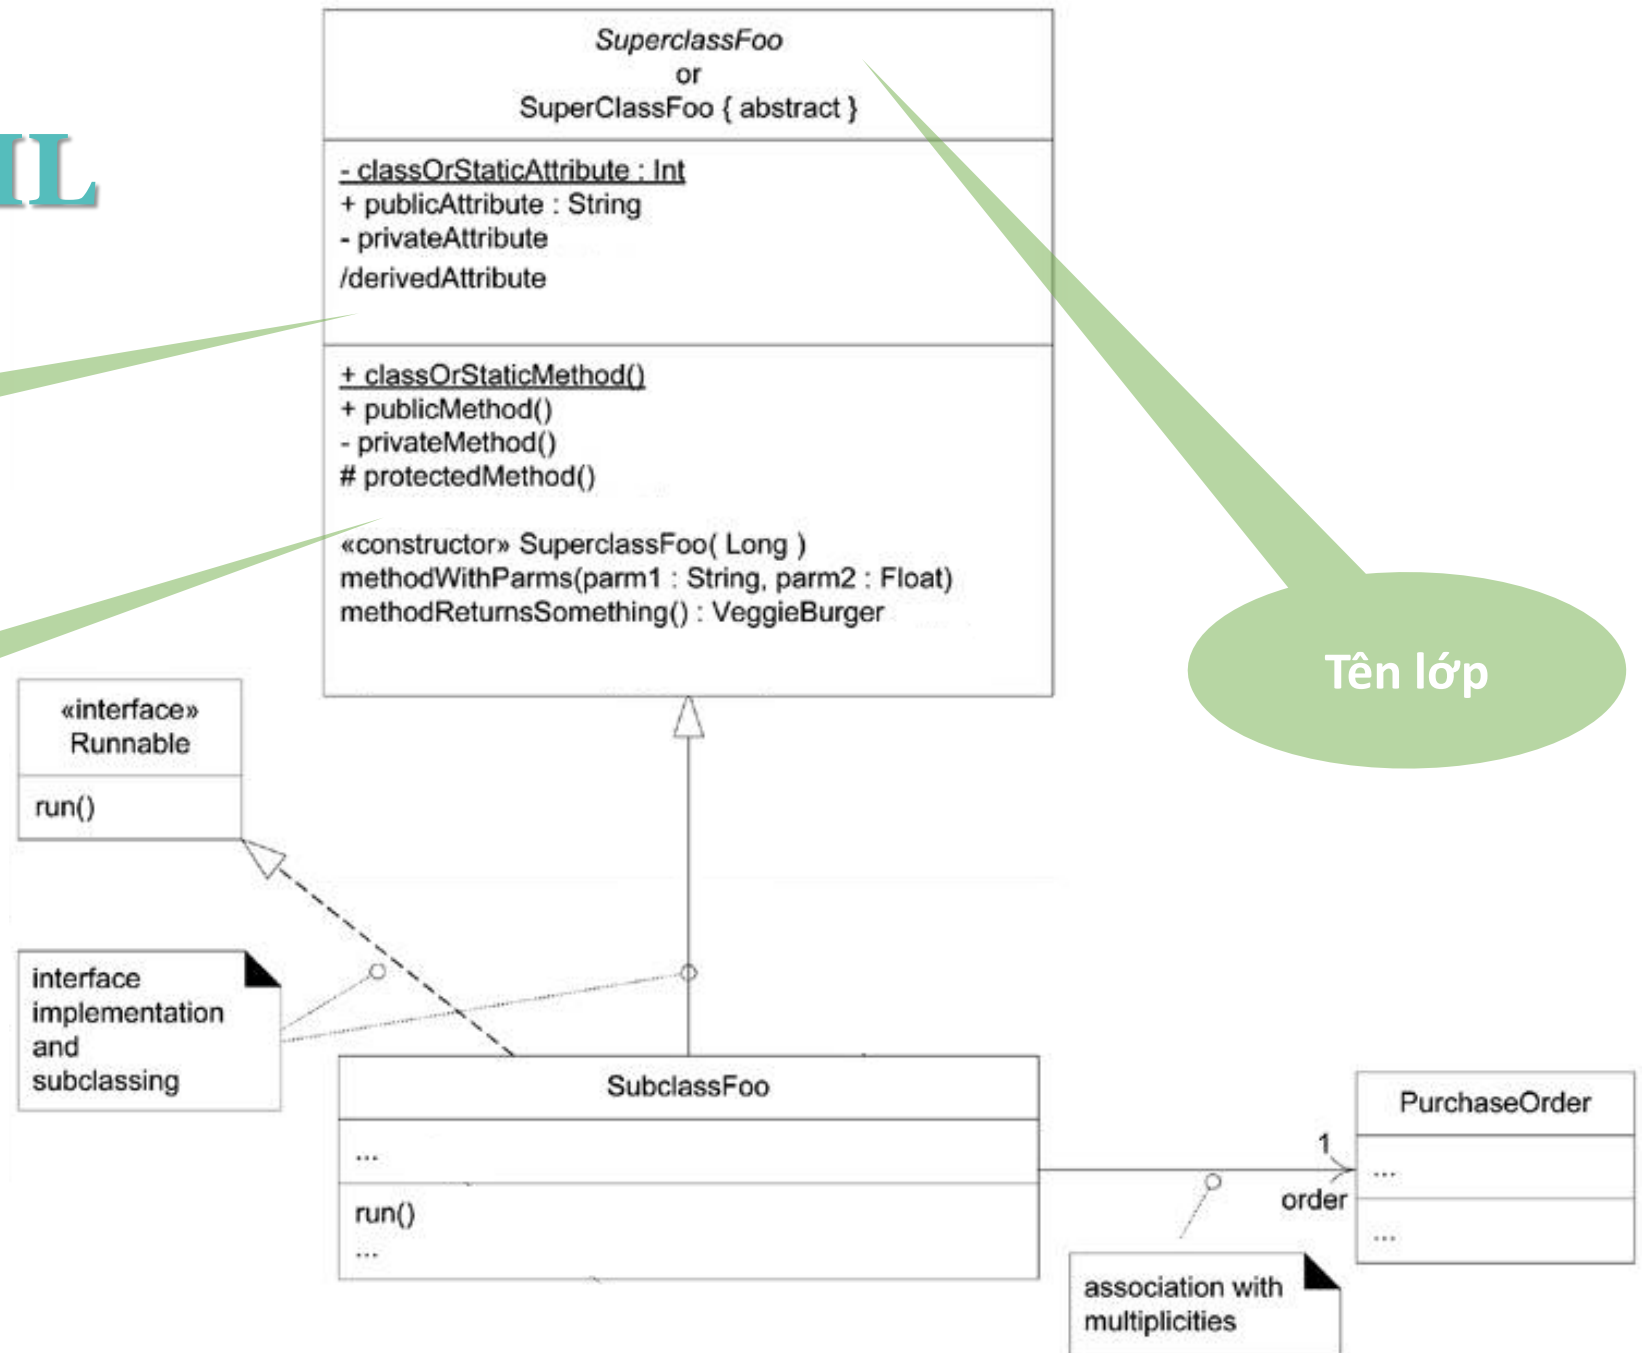 SuperclassFoo
or
SuperClassFoo { abstract }
- classOrStaticAttribute : Int
+ publicAttribute : String
- privateAttribute
/derivedAttribute
+ classOrStaticMethod()
+ publicMethod()
- privateMethod()
# protectedMethod()
«constructor» SuperclassFoo( Long )
methodWithParms(parm1 : String, parm2 : Float)
methodReturnsSomething() : VeggieBurger
Tên lớp
«interface»
Runnable
run()
interface
implementation
and
subclassing
SubclassFoo
...
run()
...
1
order
PurchaseOrder
...
...
association with
multiplicities